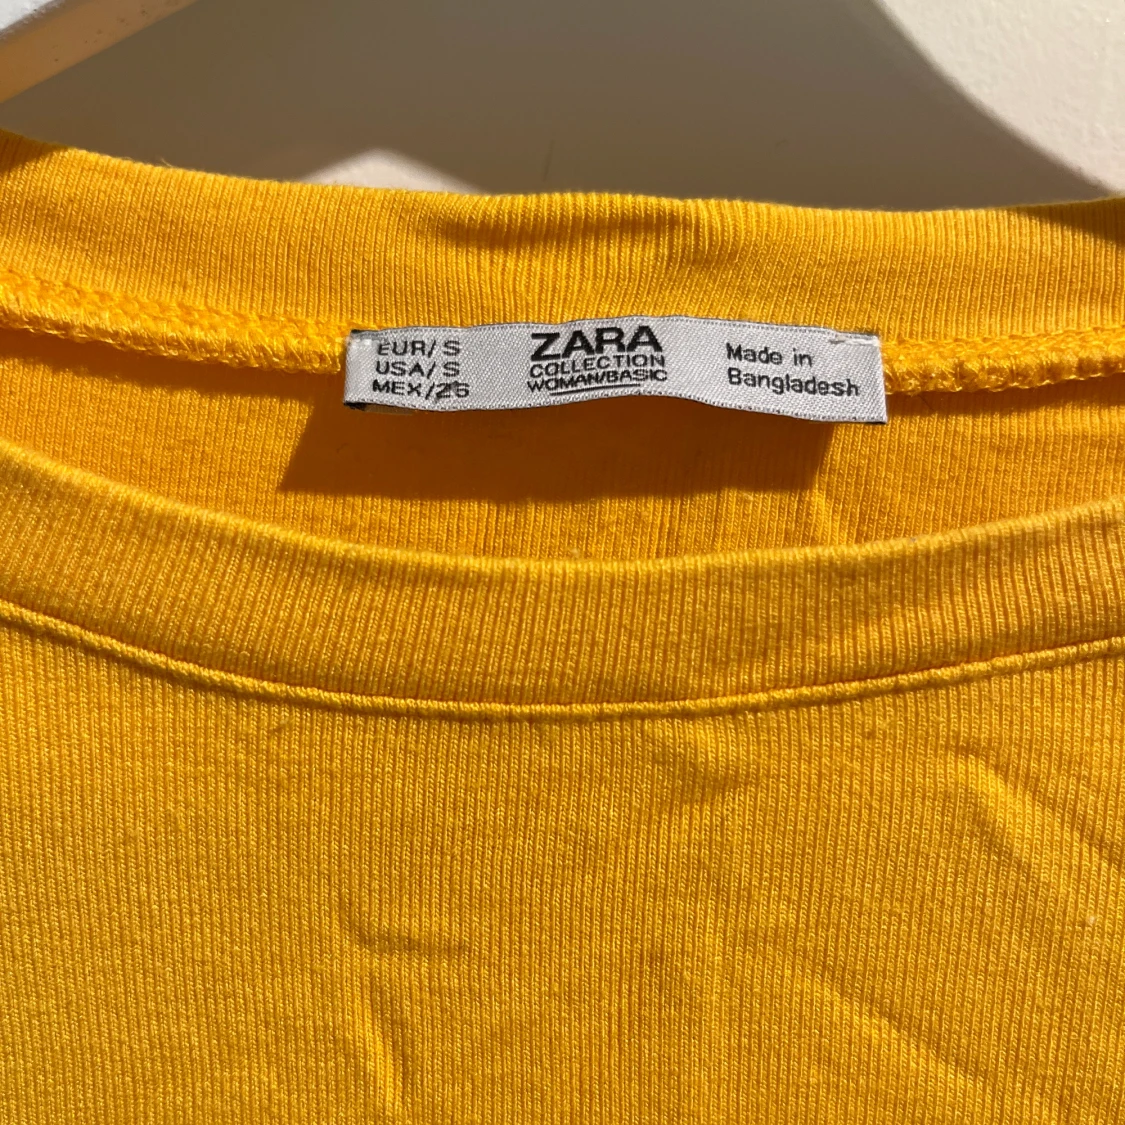 EUR/ S
USA/ S
MEX/26
ZARA
COLLECTION
WOMAN/BASIC
Made in
Bangladesh